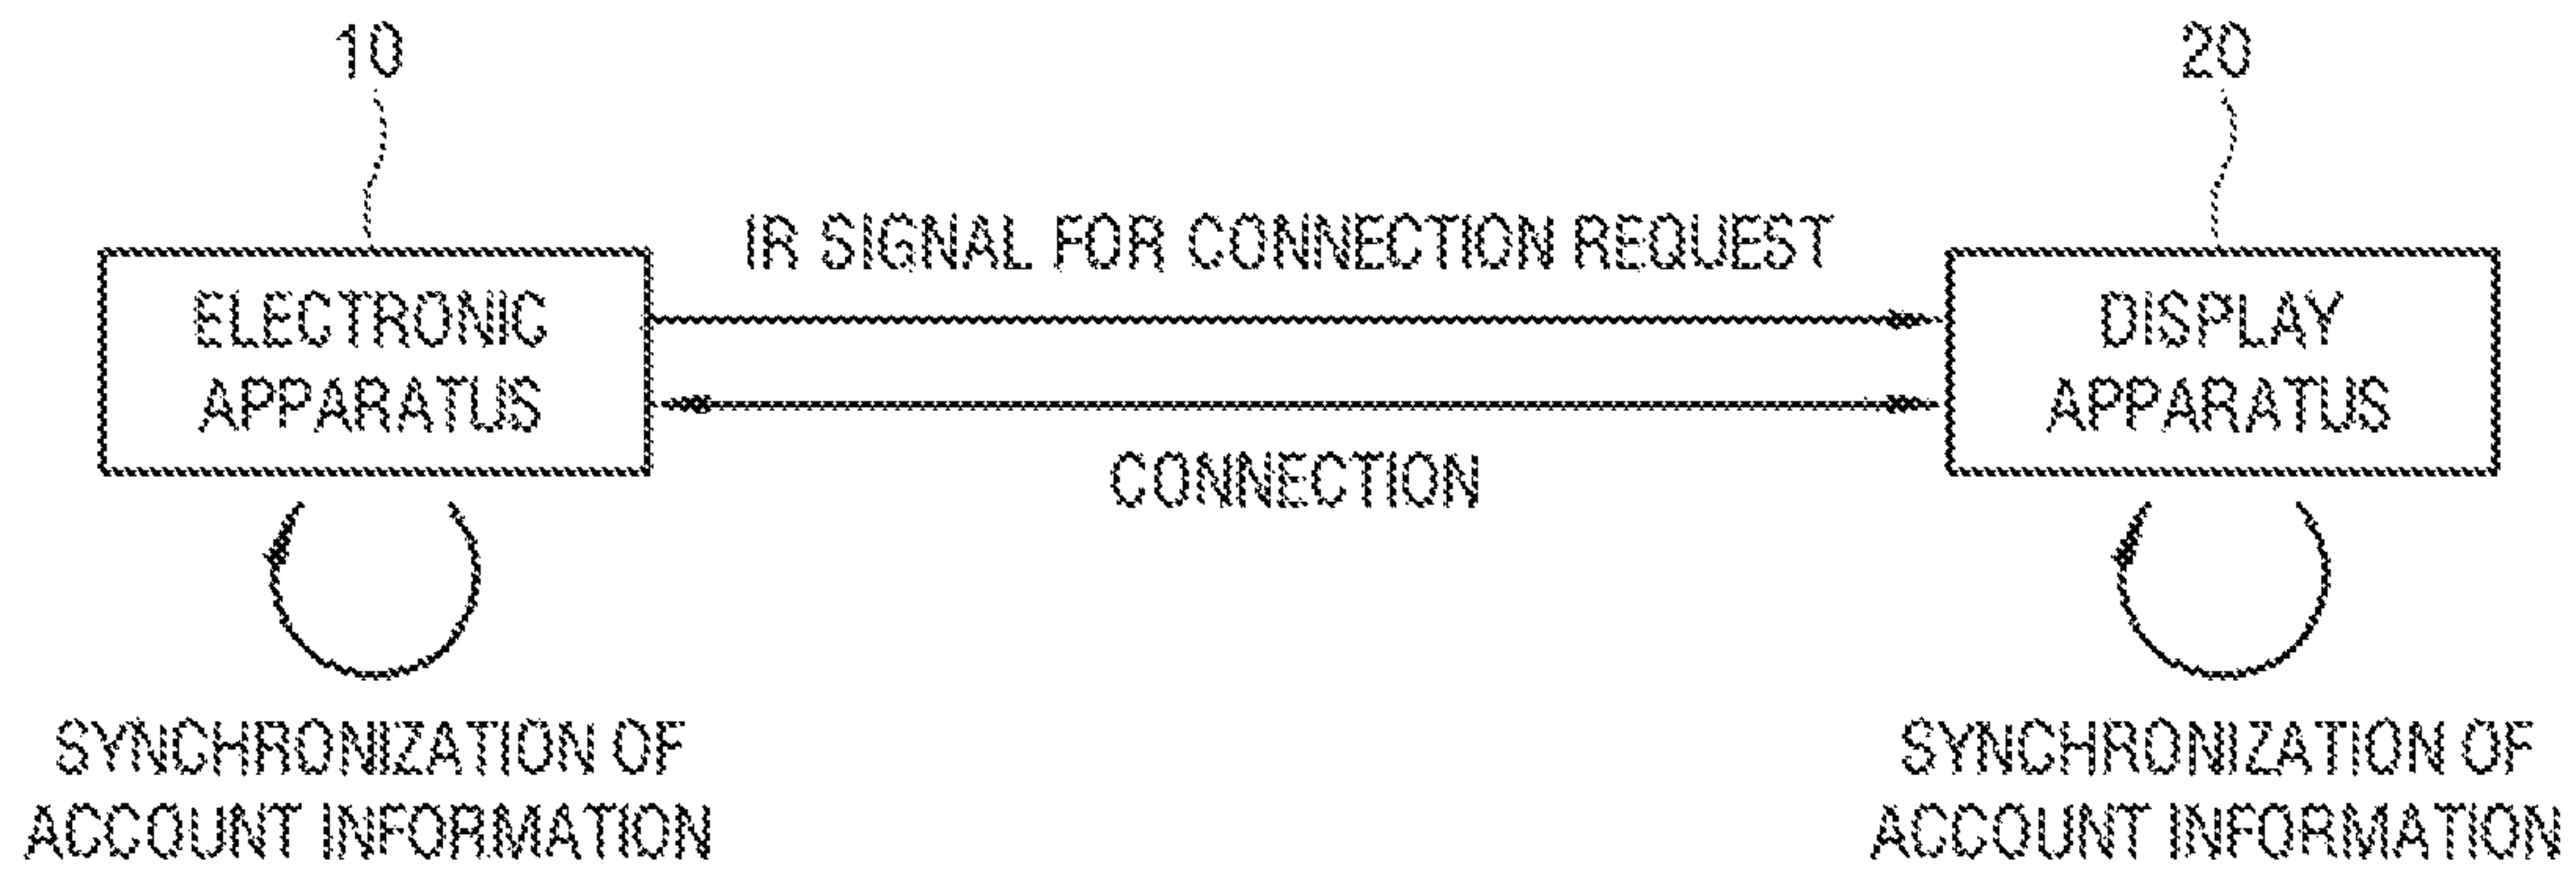 10
20
IR SIGNAL FOR CONNECTION REQUEST
ELECTRONIC
APPARATUS
DISPLAY
APPARATUS
CONNECTION
SYNCHRONIZATION OF
ACCOUNT INFORMATION
SYNCHRONIZATION OF
ACCOUNT INFORMATION